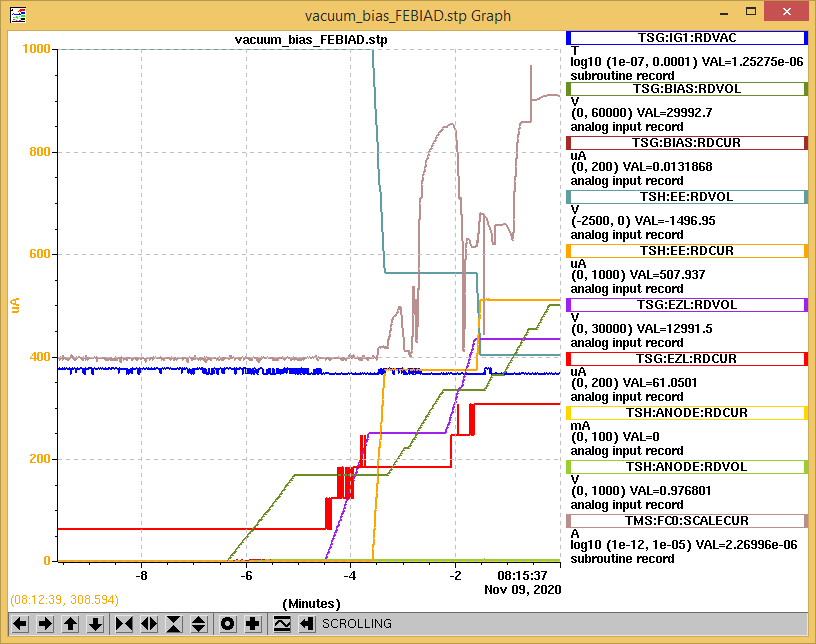 vacuum_bias_FEBIAD.stp Graph
vacuum_bias_FEBIAD.stp
1000
800
600
400
200
0
uA
-8
-6
-4
-2
08:15:37
Nov 09, 2020
(Minutes)
(08:12:39, 308.594)
TSG:IG1:RDVAC
T
log10 (1e-07, 0.0001) VAL=1.25275e-06
subroutine record
TSG:BIAS:RDVOL
V
(0, 60000) VAL=29992.7
analog input record
TSG:BIAS:RDCUR
uA
(0, 200) VAL=0.0131868
analog input record
TSH:EE:RDVOL
V
(-2500, 0) VAL=-1496.95
analog input record
TSH:EE:RDCUR
uA
(0, 1000) VAL=507.937
analog input record
TSG:EZL:RDVOL
V
(0, 30000) VAL=12991.5
analog input record
TSG:EZL:RDCUR
uA
(0, 200) VAL=61.0501
analog input record
TSH:ANODE:RDCUR
mA
(0, 100) VAL=0
analog input record
TSH:ANODE:RDVOL
V
(0, 1000) VAL=0.976801
analog input record
TMS:FC0:SCALECUR
A
log10 (1e-12, 1e-05) VAL=2.26996e-06
subroutine record
SCROLLING